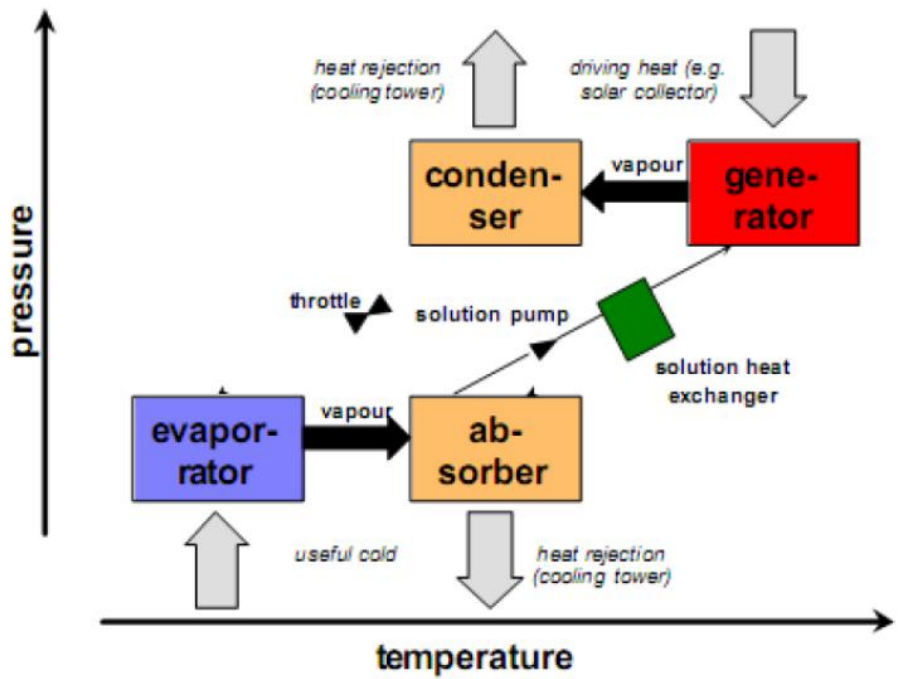 heat rejection
(cooling tower)
driving heat (e.g.
solar collector)
conden-
ser
vapour
gene-
rator
pressure
throttle
solution pump
solution heat
exchanger
evapor-
rator
vapour
ab-
sorber
useful cold
heat rejection
(cooling tower)
temperature